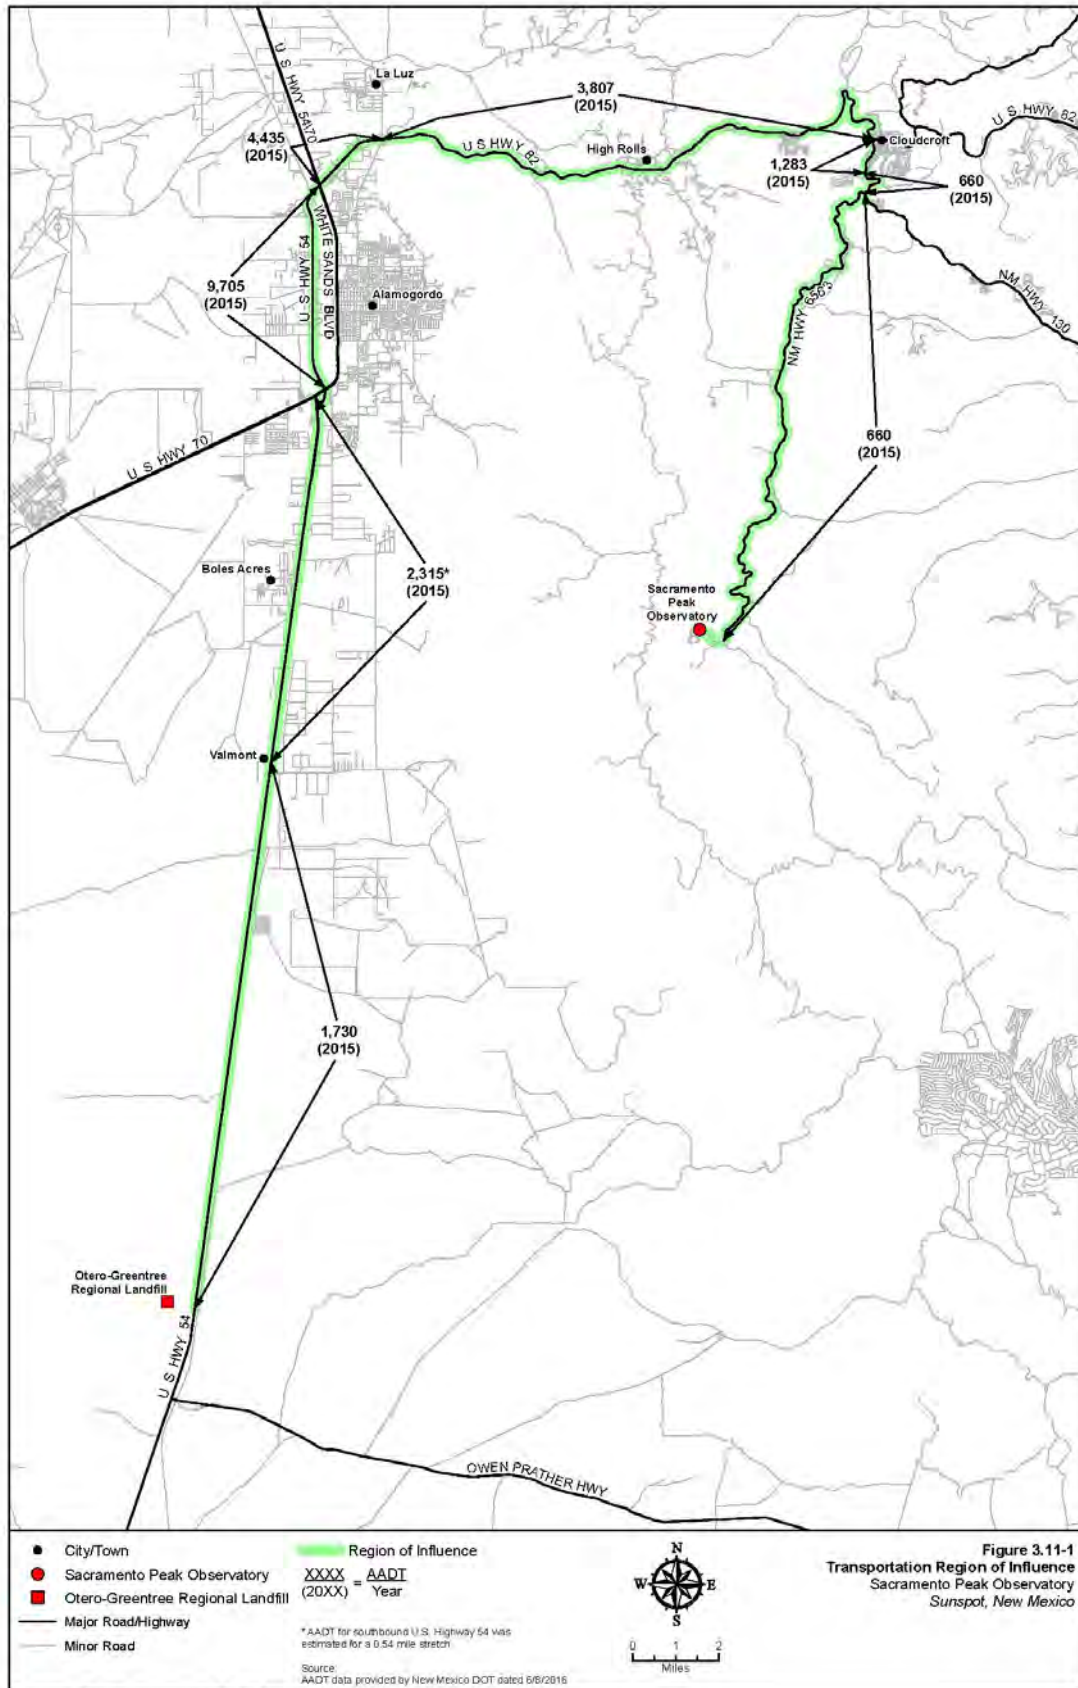 U S HWY 54\70
La Luz
3,807
(2015)
4,435
(2015)
U S HWY 82
High Rolls
Cloudcroft
U S HWY 82
1,283
(2015)
660
(2015)
WHITE SANDS BLVD
U S HWY 54
9,705
(2015)
Alamogordo
NM HWY 6563
NM HWY 130
U S HWY 70
660
(2015)
Boles Acres
2,315*
(2015)
Sacramento
Peak
Observatory
Valmont
1,730
(2015)
Otero-Greentree
Regional Landfill
U S HWY 54
OWEN PRATHER HWY
City/Town
Sacramento Peak Observatory
Otero-Greentree Regional Landfill
Major Road/Highway
Minor Road
Region of Influence
XXXX = AADT
(20XX) Year
* AADT for southbound U.S. Highway 54 was
estimated for a 0.54 mile stretch
Source:
AADT data provided by New Mexico DOT dated 6/8/2016
N
W E
S
0 1 2
Miles
Figure 3.11-1
Transportation Region of Influence
Sacramento Peak Observatory
Sunspot, New Mexico